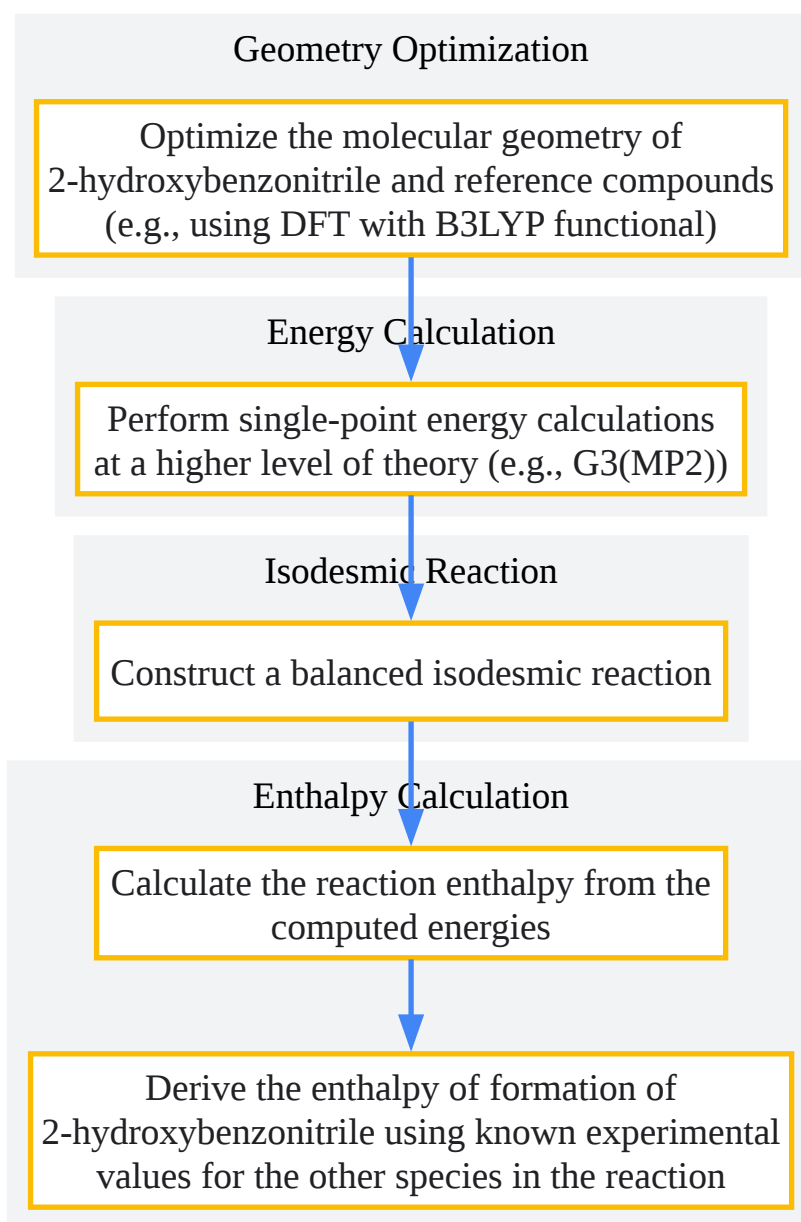 Geometry Optimization
Optimize the molecular geometry of
2-hydroxybenzonitrile and reference compounds
(e.g., using DFT with B3LYP functional)
Energy Calculation
Perform single-point energy calculations
at a higher level of theory (e.g., G3(MP2))
Isodesmic Reaction
Construct a balanced isodesmic reaction
Enthalpy Calculation
Calculate the reaction enthalpy from the
computed energies
Derive the enthalpy of formation of
2-hydroxybenzonitrile using known experimental
values for the other species in the reaction